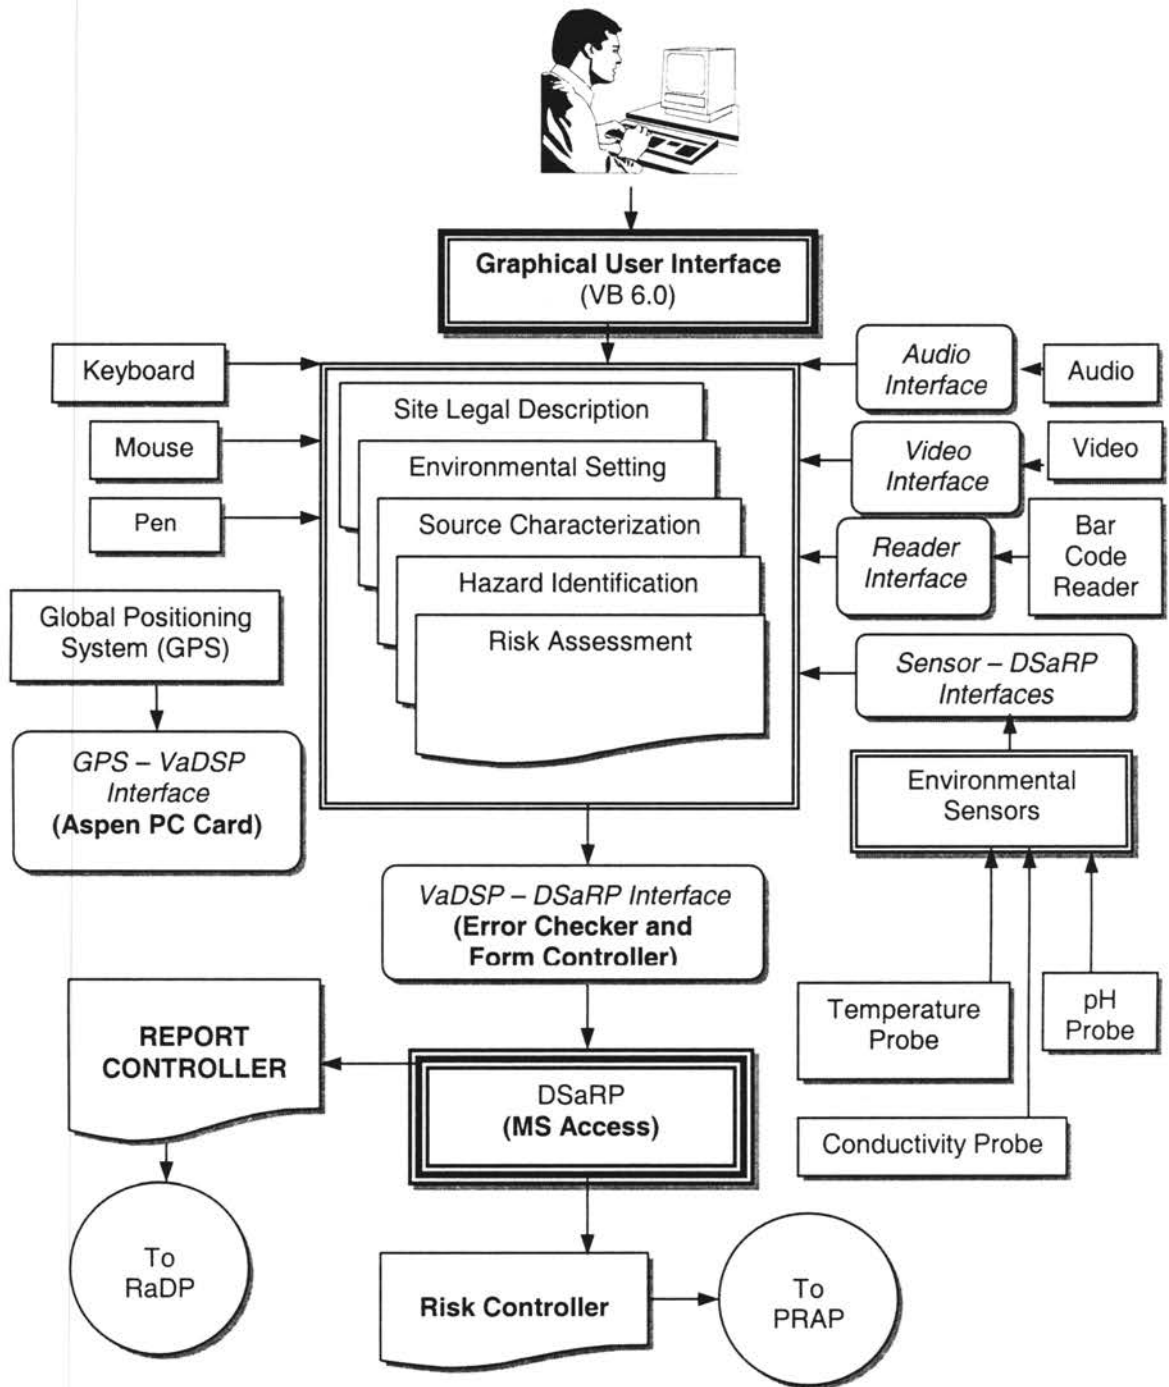 Graphical User Interface
(VB 6.0)
Keyboard
Mouse
Pen
Global Positioning
System (GPS)
GPS – VaDSP
Interface
(Aspen PC Card)
Site Legal Description
Environmental Setting
Source Characterization
Hazard Identification
Risk Assessment
Audio
Interface
Audio
Video
Interface
Video
Reader
Interface
Bar
Code
Reader
Sensor – DSaRP
Interfaces
Environmental
Sensors
Temperature
Probe
pH
Probe
Conductivity Probe
VaDSP – DSaRP Interface
(Error Checker and
Form Controller)
DSaRP
(MS Access)
REPORT
CONTROLLER
To
RaDP
Risk Controller
To
PRAP